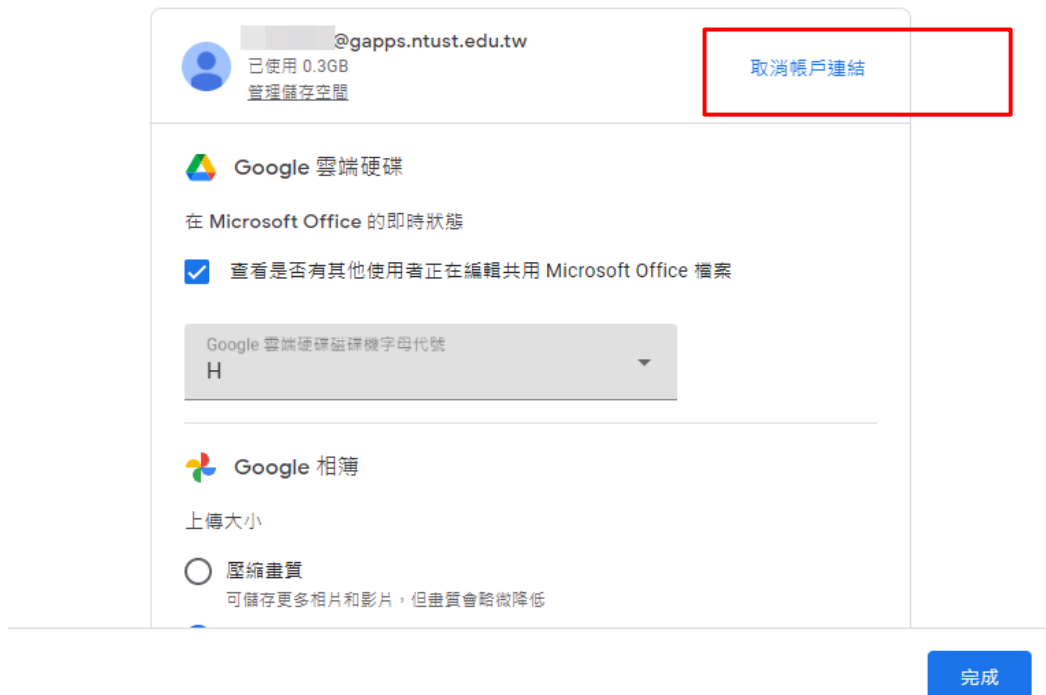 @gapps.ntust.edu.tw
已使用 0.3GB
管理儲存空間
取消帳戶連結
Google 雲端硬碟
在 Microsoft Office 的即時狀態
查看是否有其他使用者正在編輯共用 Microsoft Office 檔案
Google 雲端硬碟磁碟機字母代號
H
Google 相簿
上傳大小
壓縮畫質
可儲存更多相片和影片，但畫質會略微降低
完成